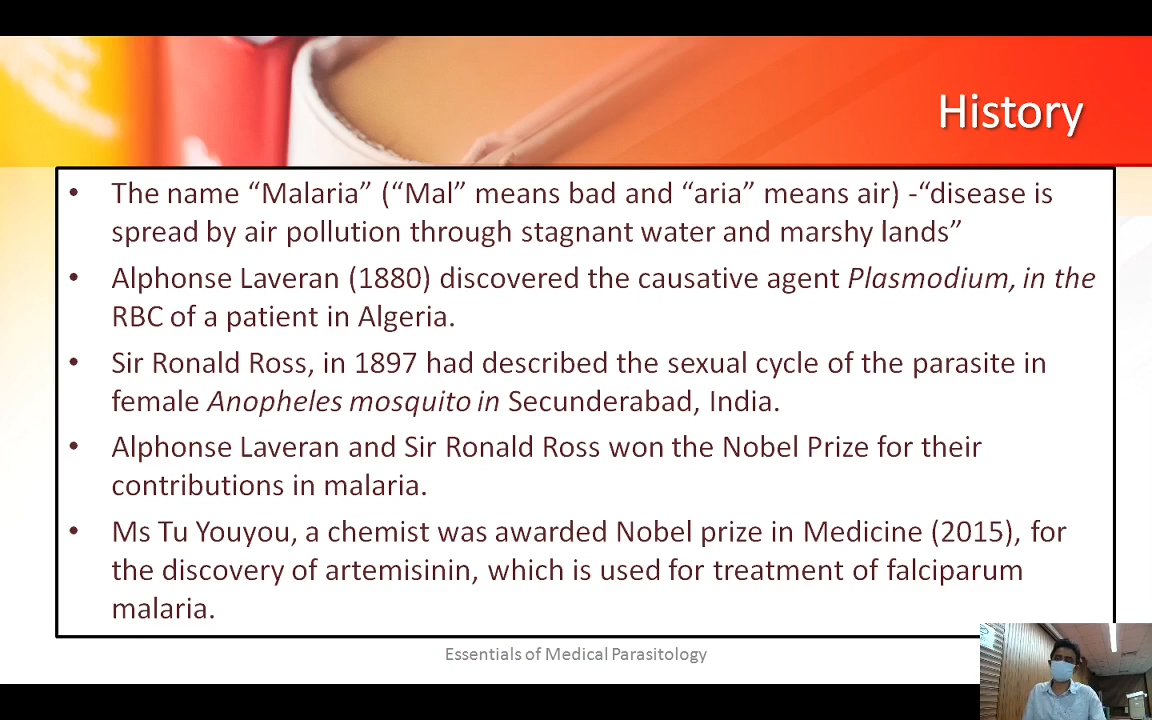 History
• The name “Malaria” (“Mal” means bad and “aria” means air) -“disease is
spread by air pollution through stagnant water and marshy lands”
• Alphonse Laveran (1880) discovered the causative agent Plasmodium, in the
RBC of a patient in Algeria.
• Sir Ronald Ross, in 1897 had described the sexual cycle of the parasite in
female Anopheles mosquito in Secunderabad, India.
• Alphonse Laveran and Sir Ronald Ross won the Nobel Prize for their
contributions in malaria.
• Ms Tu Youyou, a chemist was awarded Nobel prize in Medicine (2015), for
the discovery of artemisinin, which is used for treatment of falciparum
malaria.
Essentials of Medical Parasitology